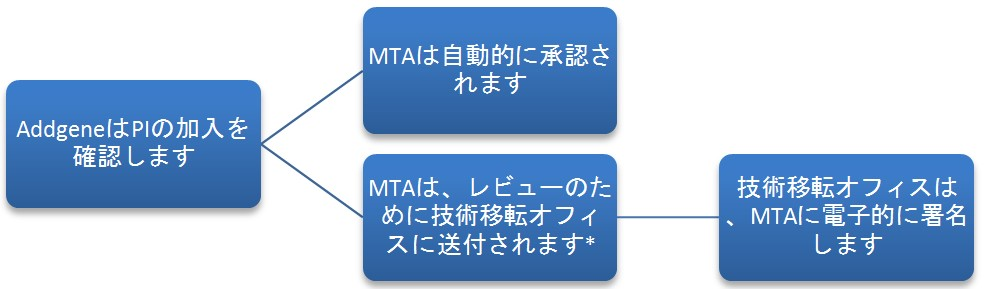 AddgeneはPIの加入を
確認します
MTAは自動的に承認さ
れます
MTAは、レビューのた
めに技術移転オフィ
スに送付されます*
技術移転オフィスは
、MTAに電子的に署名
します